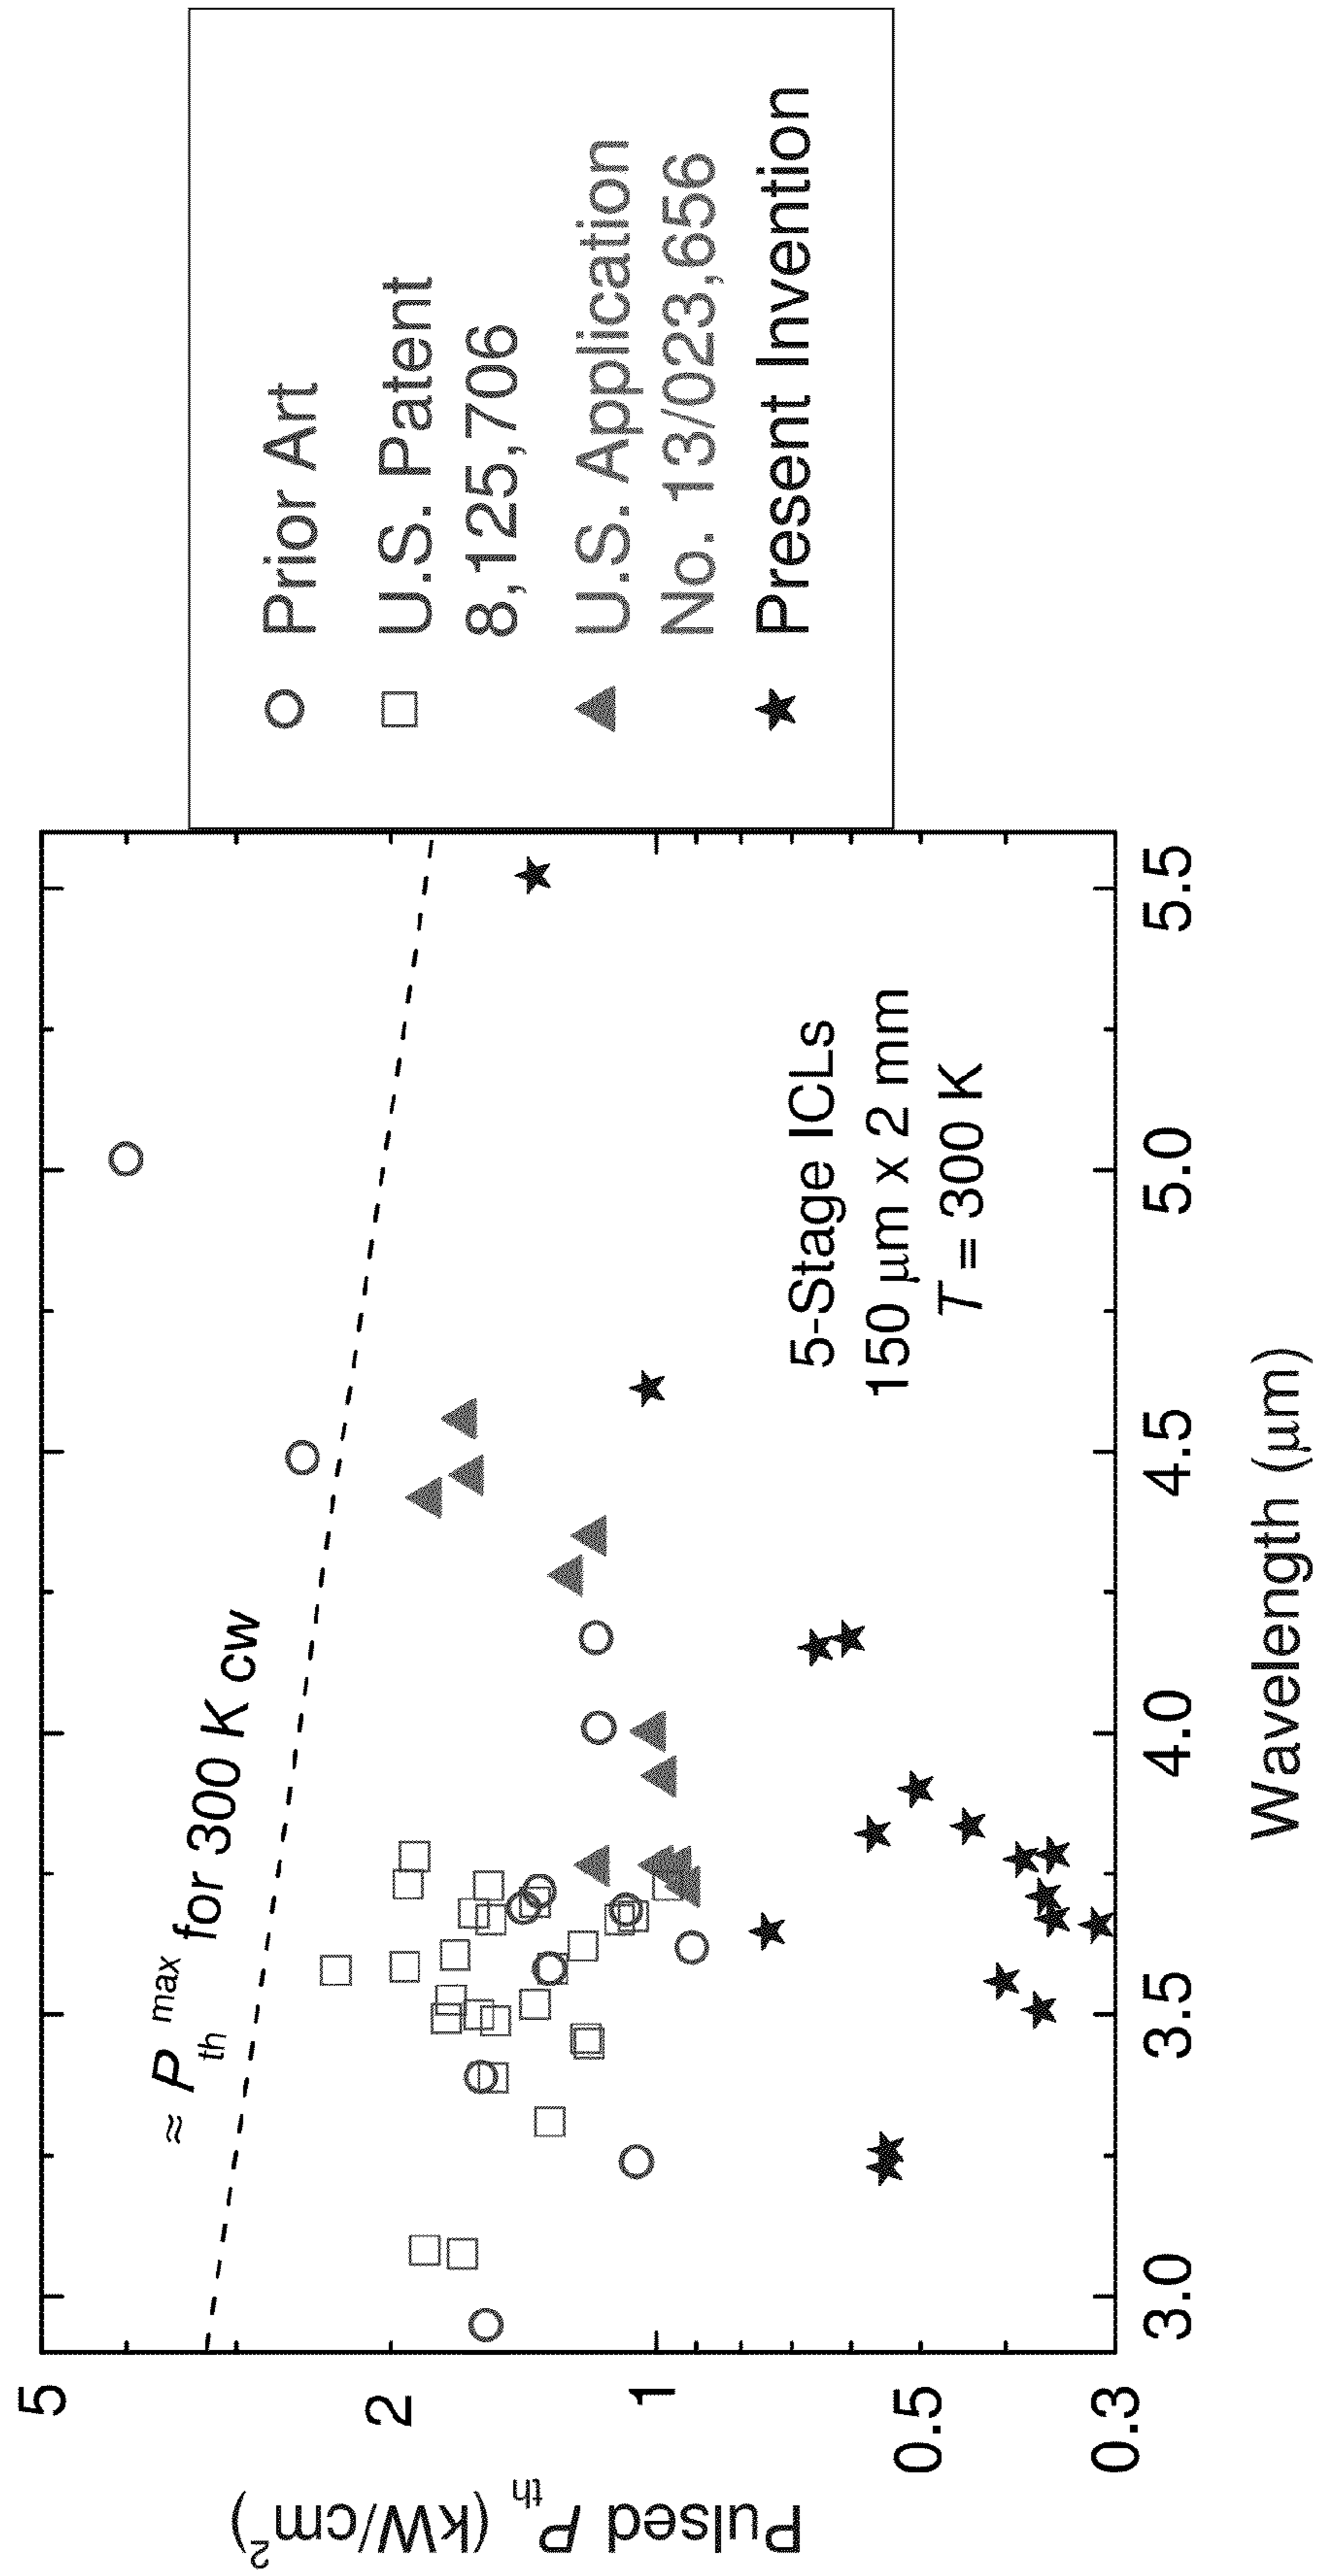 Pulsed P th (kW/cm2)
5
2
1
0.5
0.3
≈ P th max for 300 K cw
5-Stage ICLs
150 μm x 2 mm
T = 300 K
3.0 3.5 4.0 4.5 5.0 5.5
Wavelength (μm)
Prior Art
U.S. Patent
8,125,706
U.S. Application
No. 13/023,656
Present Invention